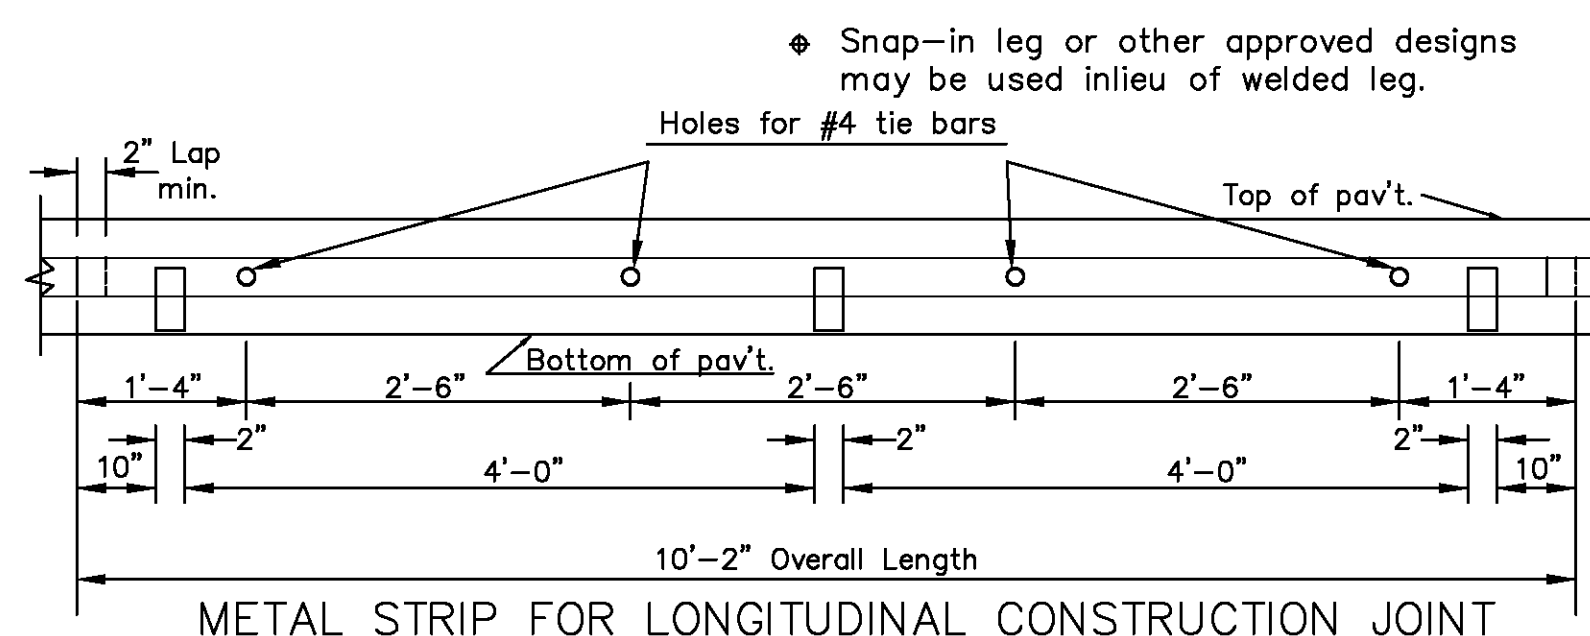 ⌖ Snap-in leg or other approved designs
may be used inlieu of welded leg.
Holes for #4 tie bars
2" Lap
min.
Top of pav't.
Bottom of pav't.
1'-4" 2'-6" 2'-6" 2'-6" 1'-4"
2" 2" 2"
10" 4'-0" 4'-0" 10"
10'-2" Overall Length
METAL STRIP FOR LONGITUDINAL CONSTRUCTION JOINT